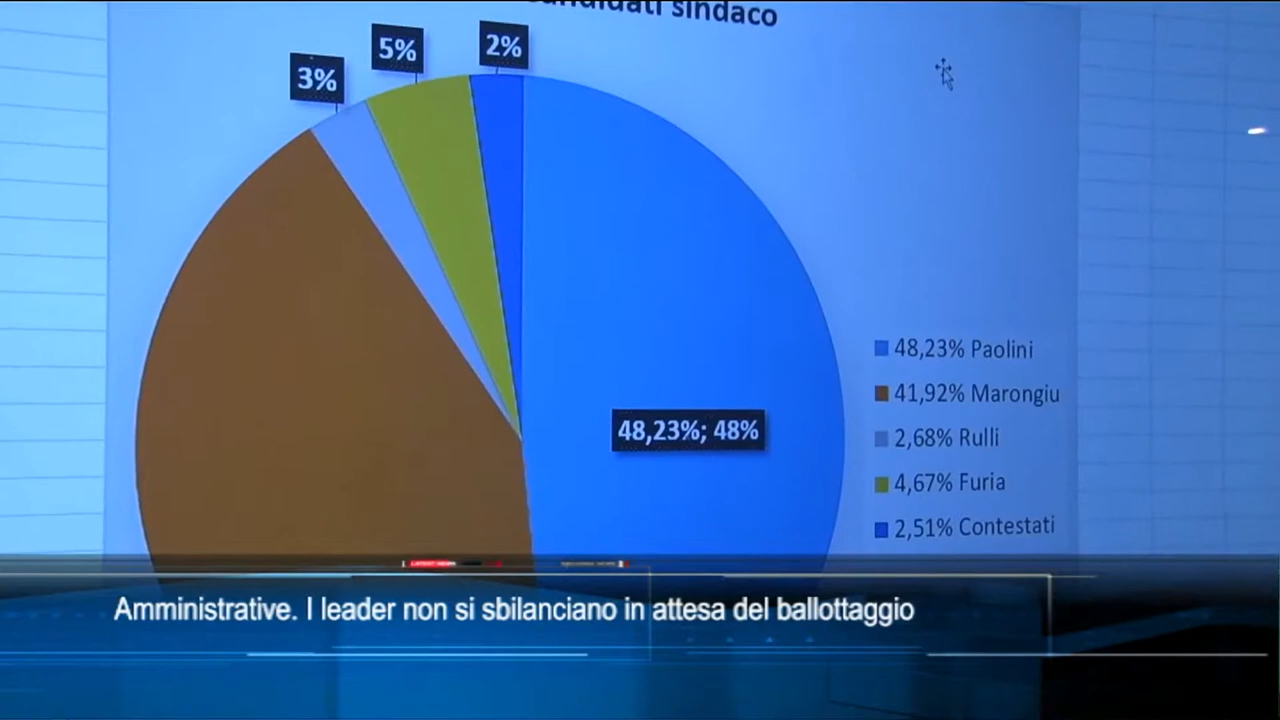 sindaco
5%
2%
3%
48,23% Paolini
41,92% Marongiu
48,23%; 48%
2,68% Rulli
4,67% Furia
2,51% Contestati
Amministrative. I leader non si sbilanciano in attesa del ballottaggio